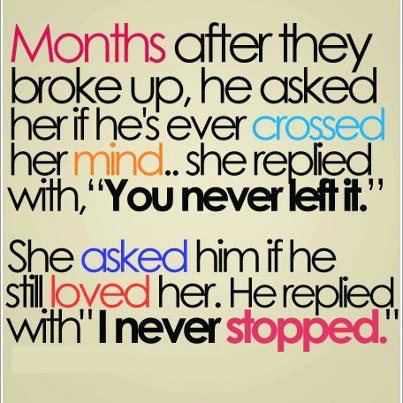 Months after they
broke up, he asked
her if he's ever crossed
her mind.. she replied
with,“You never left it.”
She asked him if he
still loved her. He replied
with"I never stopped."